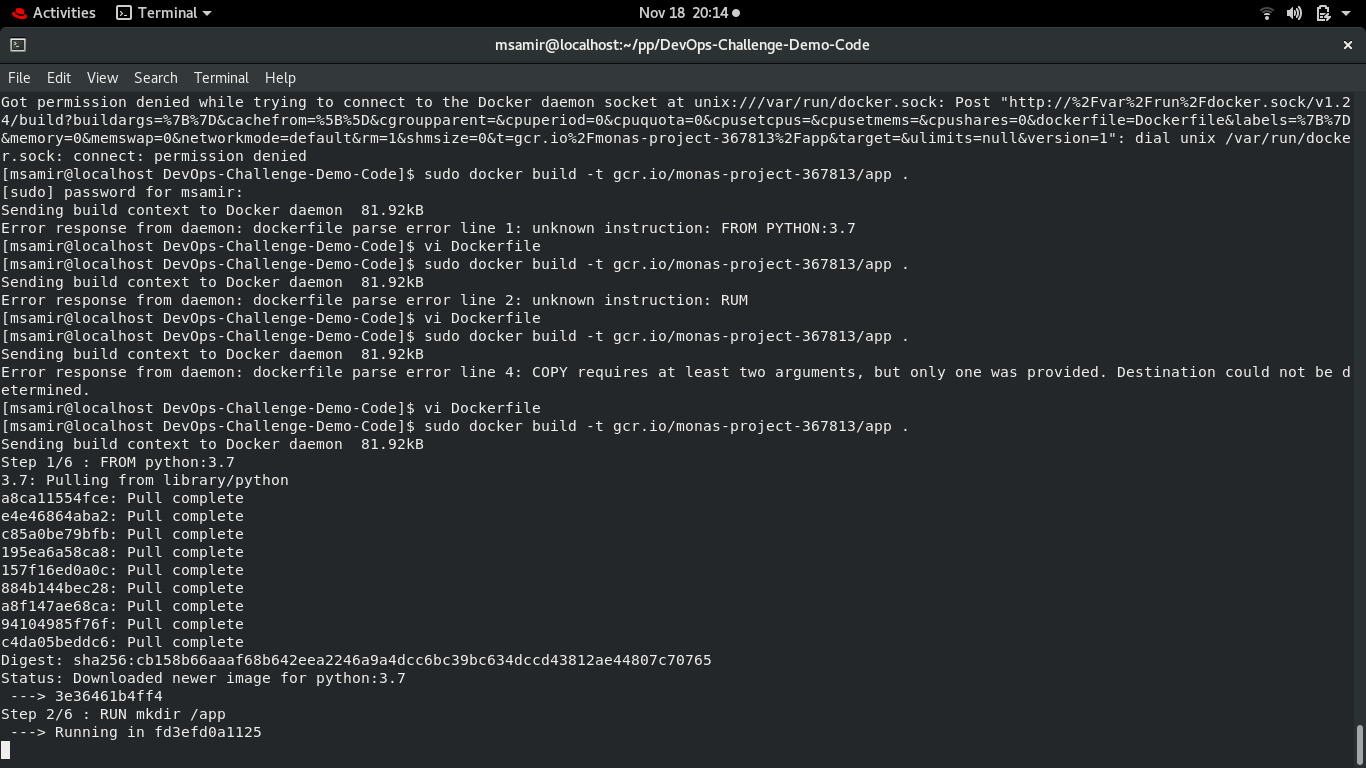 Activities Terminal Nov 18 20:14
msamir@localhost:~/pp/DevOps-Challenge-Demo-Code
File Edit View Search Terminal Help
Got permission denied while trying to connect to the Docker daemon socket at unix:///var/run/docker.sock: Post "http://%2Fvar%2Frun%2Fdocker.sock/v1.2
4/build?buildargs=%7B%7D&cachefrom=%5B%5D&cgroupparent=&cpuperiod=0&cpuquota=0&cpusetcpus=&cpusetmems=&cpushares=0&dockerfile=Dockerfile&labels=%7B%7D
&memory=0&memswap=0&networkmode=default&rm=1&shmsize=0&t=gcr.io%2Fmonas-project-367813%2Fapp&target=&ulimits=null&version=1": dial unix /var/run/docke
r.sock: connect: permission denied
[msamir@localhost DevOps-Challenge-Demo-Code]$ sudo docker build -t gcr.io/monas-project-367813/app .
[sudo] password for msamir:
Sending build context to Docker daemon  81.92kB
Error response from daemon: dockerfile parse error line 1: unknown instruction: FROM PYTHON:3.7
[msamir@localhost DevOps-Challenge-Demo-Code]$ vi Dockerfile
[msamir@localhost DevOps-Challenge-Demo-Code]$ sudo docker build -t gcr.io/monas-project-367813/app .
Sending build context to Docker daemon  81.92kB
Error response from daemon: dockerfile parse error line 2: unknown instruction: RUM
[msamir@localhost DevOps-Challenge-Demo-Code]$ vi Dockerfile
[msamir@localhost DevOps-Challenge-Demo-Code]$ sudo docker build -t gcr.io/monas-project-367813/app .
Sending build context to Docker daemon  81.92kB
Error response from daemon: dockerfile parse error line 4: COPY requires at least two arguments, but only one was provided. Destination could not be d
etermined.
[msamir@localhost DevOps-Challenge-Demo-Code]$ vi Dockerfile
[msamir@localhost DevOps-Challenge-Demo-Code]$ sudo docker build -t gcr.io/monas-project-367813/app .
Sending build context to Docker daemon  81.92kB
Step 1/6 : FROM python:3.7
3.7: Pulling from library/python
a8ca11554fce: Pull complete
e4e46864aba2: Pull complete
c85a0be79bfb: Pull complete
195ea6a58ca8: Pull complete
157f16ed0a0c: Pull complete
884b144bec28: Pull complete
a8f147ae68ca: Pull complete
94104985f76f: Pull complete
c4da05beddc6: Pull complete
Digest: sha256:cb158b66aaaf68b642eea2246a9a4dcc6bc39bc634dccd43812ae44807c70765
Status: Downloaded newer image for python:3.7
 ---> 3e36461b4ff4
Step 2/6 : RUN mkdir /app
 ---> Running in fd3efd0a1125